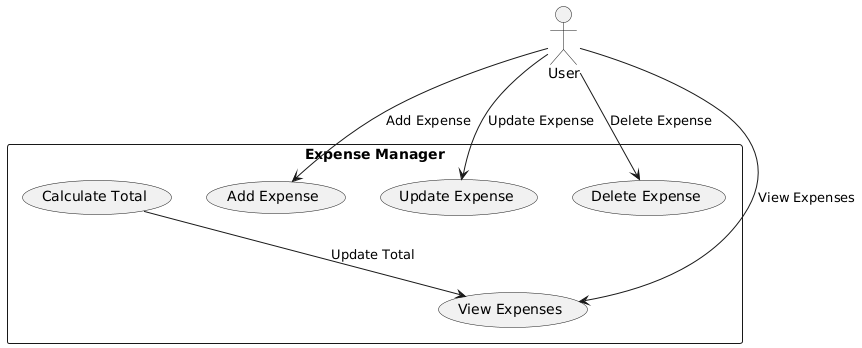 User
Add Expense
Update Expense
Delete Expense
Expense Manager
Calculate Total
Add Expense
Update Expense
Delete Expense
View Expenses
Update Total
View Expenses